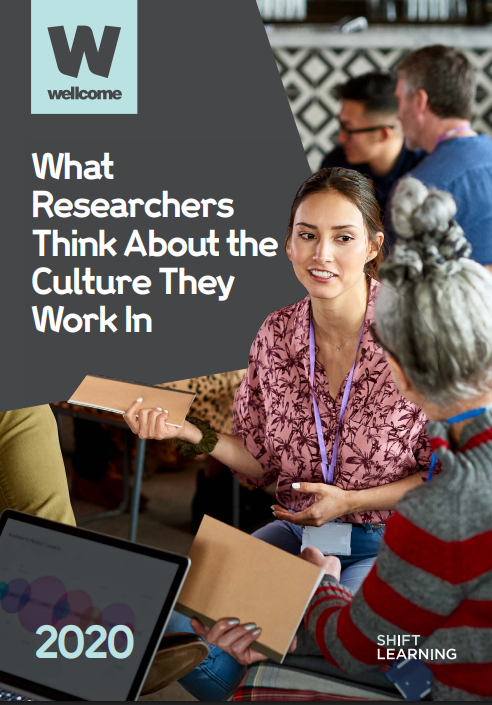 W
wellcome
What
Researchers
Think About the
Culture They
Work In
2020
SHIFT
LEARNING